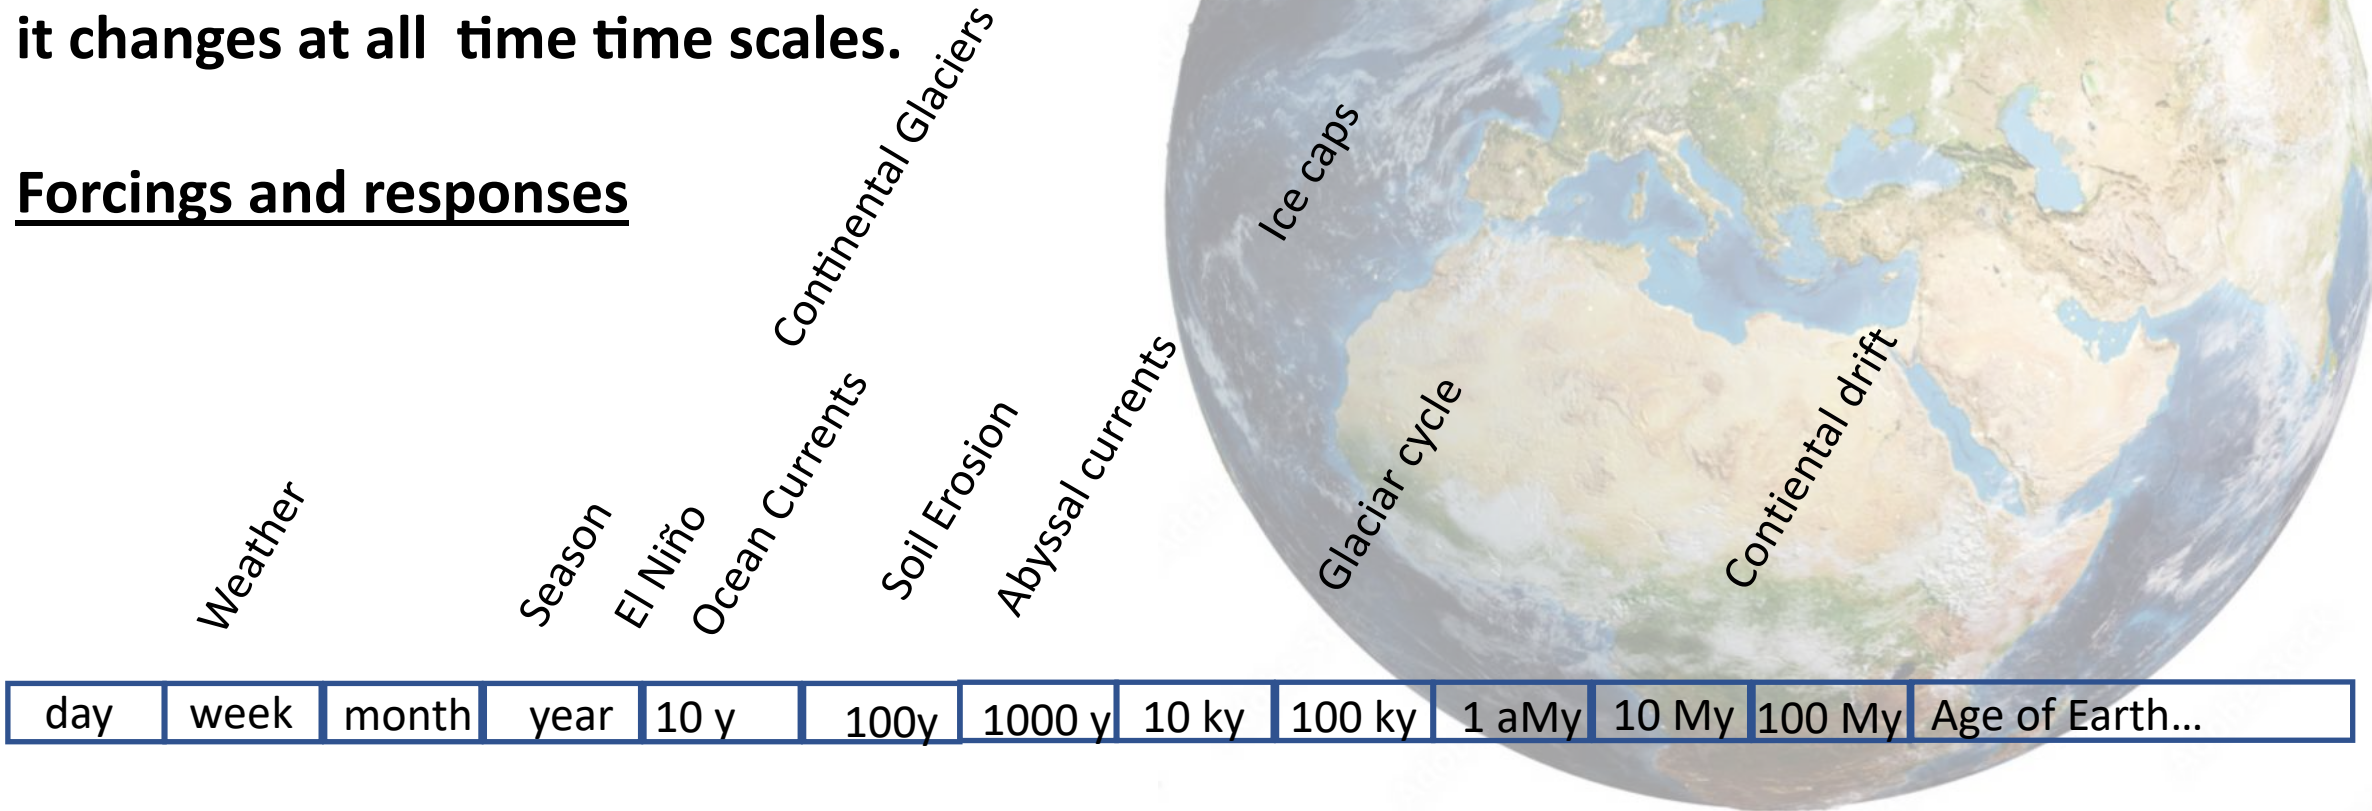 it changes at all  time time scales.
Forcings and responses
Continental Glaciers
Ice caps
Weather
Season
El Niño
Ocean Currents
Soil Erosion
Abyssal currents
Glaciar cycle
Contiental drift
day week month year 10 y 100y 1000 y 10 ky 100 ky 1 aMy 10 My 100 My Age of Earth...